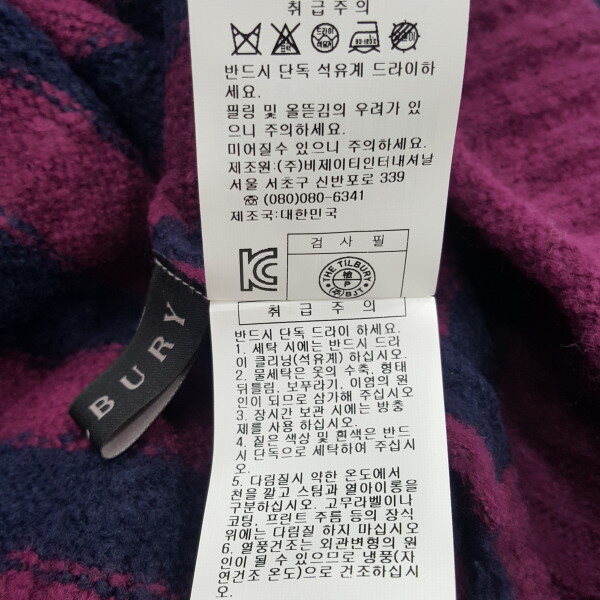 취급주의
드라이
석유계
80-120℃
반드시 단독 석유계 드라이하
세요.
필링 및 올뜯김의 우려가 있
으니 주의하세요.
미어질수 있으니 주의하세요.
제조원:(주)비제이티인터내셔날
서울 서초구 신반포로 339
☎(080)080-6341
제조국:대한민국
검 사 필
THE TILBURY
P
(주)BJT
취 급 주 의
반드시 단독 드라이 하세요.
1. 세탁 시에는 반드시 드라
이 클리닝(석유계) 하십시오.
2. 물세탁은 옷의 수축, 형태
뒤틀림, 보푸라기, 이염의 원
인이 되므로 삼가해 주십시오
3. 장시간 보관 시에는 방충
제를 사용 하십시오.
4. 짙은 색상 및 흰색은 반드
시 단독으로 세탁하여 주십시
오.
5. 다림질시 약한 온도에서
천을 깔고 스팀과 열아이롱을
구분하십시오. 고무라벨이나
코팅, 프린트 주름 등의 장식
위에는 다림질 하지 마십시오
6. 열풍건조는 외관변형의 원
인이 될 수 있으므로 냉풍(자
연건조 온도)으로 건조하십시
오.
BURY